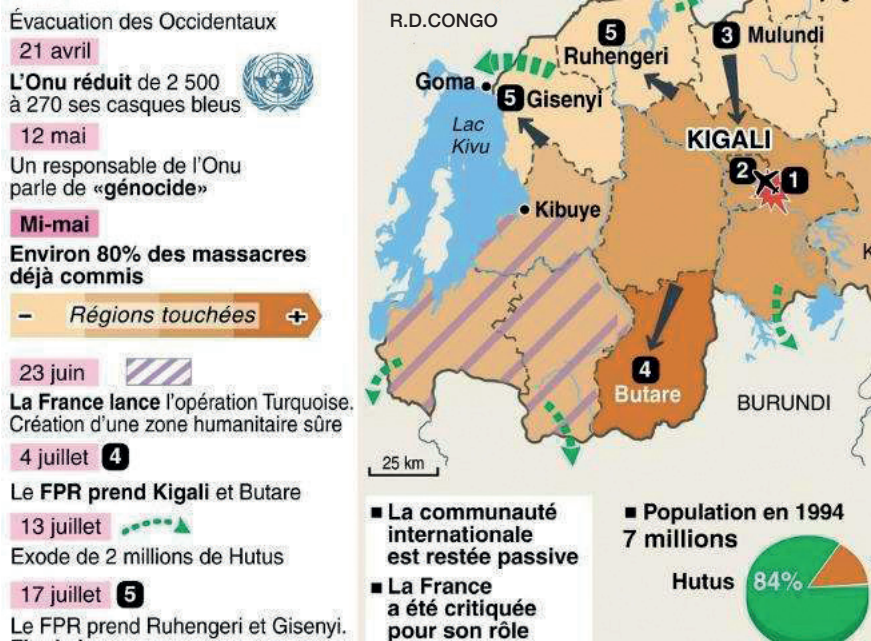 Évacuation des Occidentaux
21 avril
L'Onu réduit de 2 500
à 270 ses casques bleus
12 mai
Un responsable de l'Onu
parle de «génocide»
Mi-mai
Environ 80% des massacres
déjà commis
- Régions touchées +
23 juin
La France lance l'opération Turquoise.
Création d'une zone humanitaire sûre
4 juillet 4
Le FPR prend Kigali et Butare
13 juillet
Exode de 2 millions de Hutus
17 juillet 5
Le FPR prend Ruhengeri et Gisenyi.
R.D.CONGO
5
Ruhengeri
3 Mulundi
Goma
5 Gisenyi
Lac
Kivu
KIGALI
2
1
Kibuye
4
Butare
BURUNDI
25 km
■ La communauté
internationale
est restée passive
■ La France
a été critiquée
pour son rôle
■ Population en 1994
7 millions
Hutus 84%